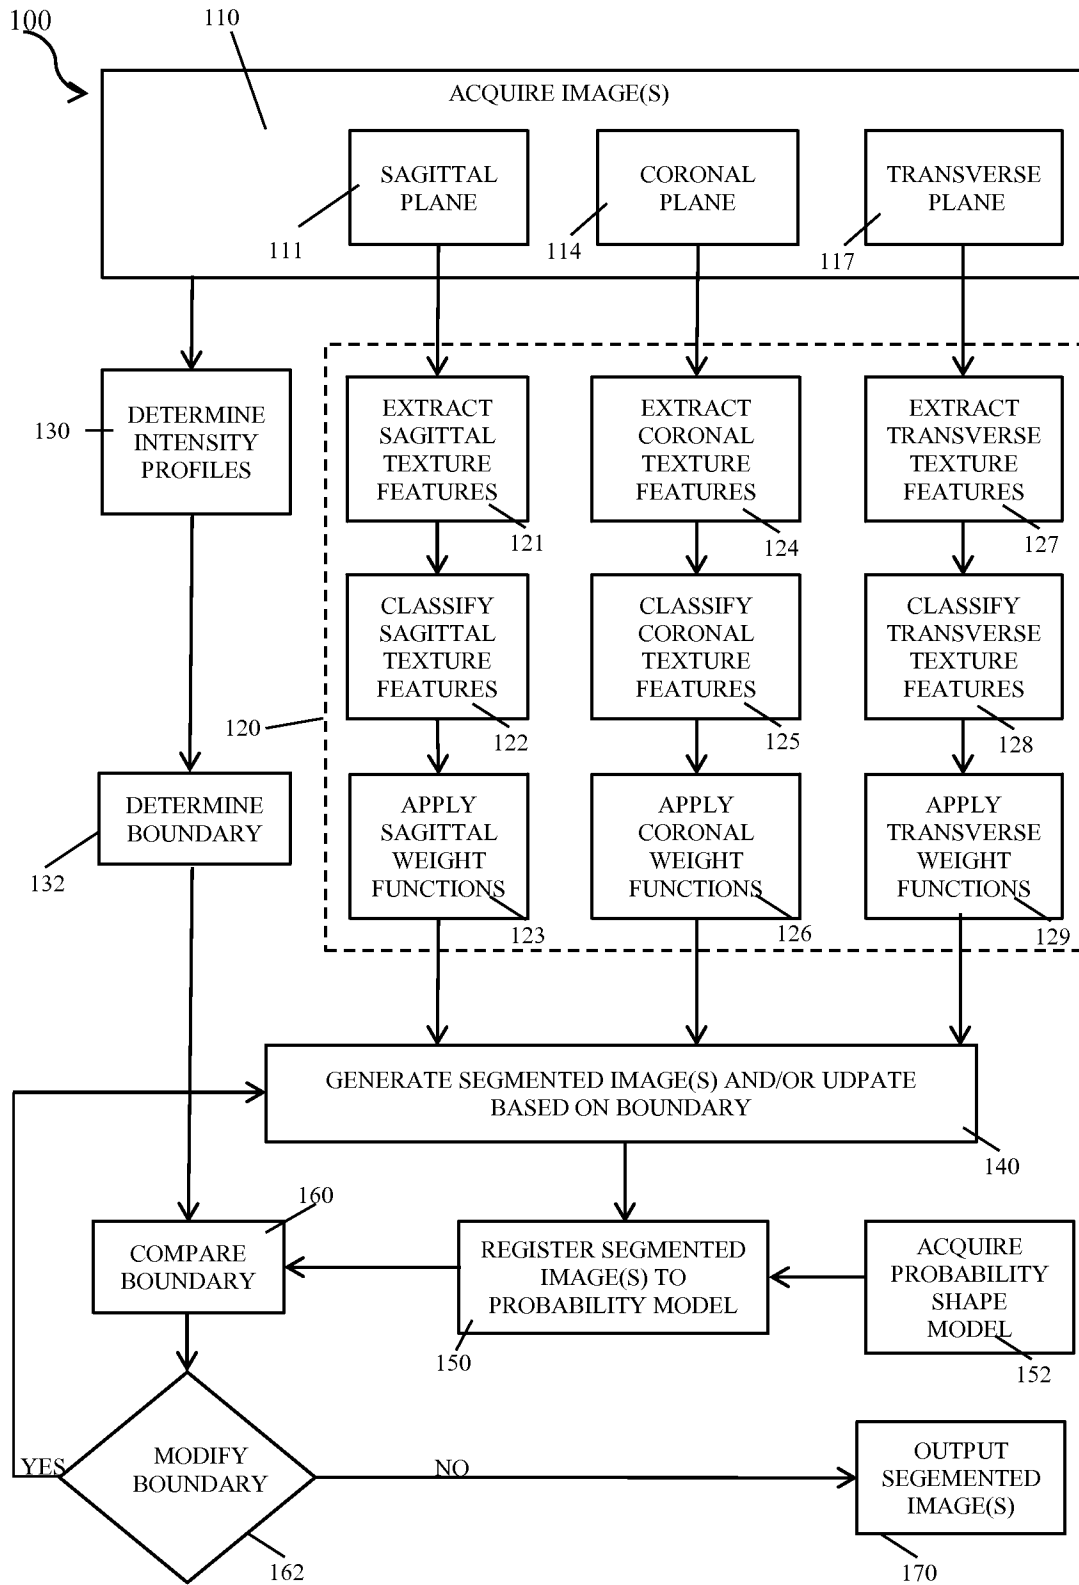 100
110
ACQUIRE IMAGE(S)
SAGITTAL
PLANE
111
CORONAL
PLANE
114
TRANSVERSE
PLANE
117
DETERMINE
INTENSITY
PROFILES
130
EXTRACT
SAGITTAL
TEXTURE
FEATURES
121
EXTRACT
CORONAL
TEXTURE
FEATURES
124
EXTRACT
TRANSVERSE
TEXTURE
FEATURES
127
CLASSIFY
SAGITTAL
TEXTURE
FEATURES
122
CLASSIFY
CORONAL
TEXTURE
FEATURES
125
CLASSIFY
TRANSVERSE
TEXTURE
FEATURES
128
120
DETERMINE
BOUNDARY
132
APPLY
SAGITTAL
WEIGHT
FUNCTIONS
123
APPLY
CORONAL
WEIGHT
FUNCTIONS
126
APPLY
TRANSVERSE
WEIGHT
FUNCTIONS
129
GENERATE SEGMENTED IMAGE(S) AND/OR UDPATE
BASED ON BOUNDARY
140
160
COMPARE
BOUNDARY
REGISTER SEGMENTED
IMAGE(S) TO
PROBABILITY MODEL
150
ACQUIRE
PROBABILITY
SHAPE
MODEL
152
YES
MODIFY
BOUNDARY
162
NO
OUTPUT
SEGEMENTED
IMAGE(S)
170